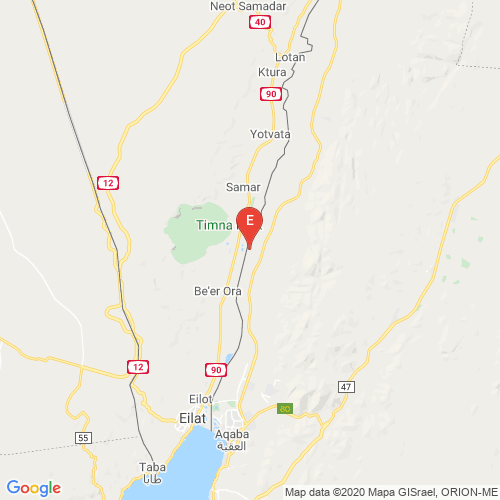 Neot Samadar
40
Lotan
Ktura
90
Yotvata
12
Samar
E
Timna
Be'er Ora
90
12
47
Eilot
80
Eilat
55
Aqaba
العقبة
Taba
طابا
Google
Map data ©2020 Mapa GISrael, ORION-ME